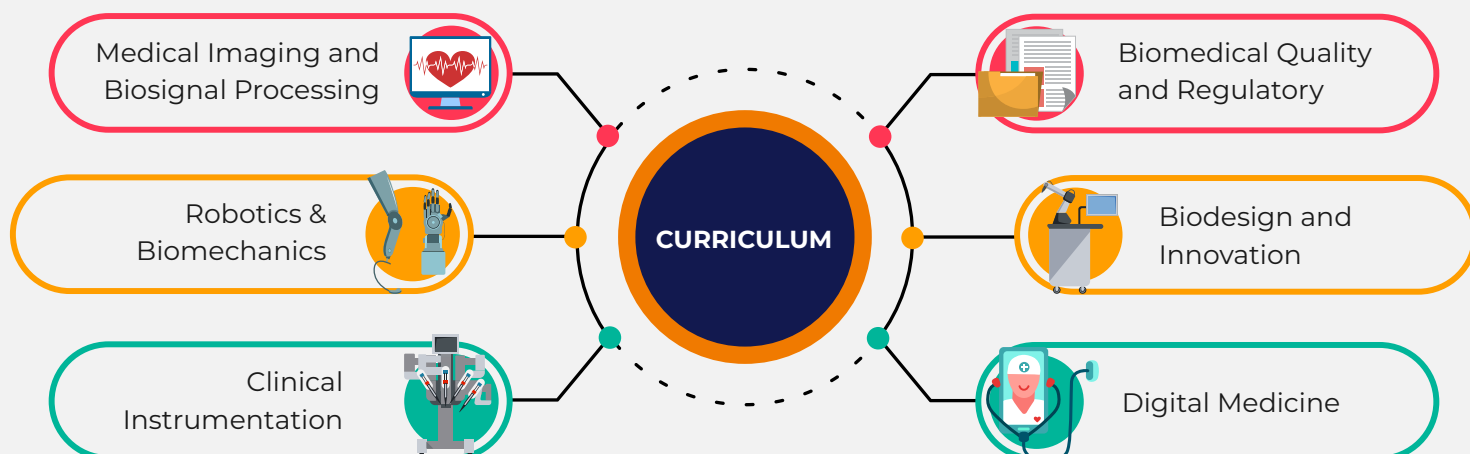 Medical Imaging and
Biosignal Processing
Robotics &
Biomechanics
Clinical
Instrumentation
CURRICULUM
Biomedical Quality
and Regulatory
Biodesign and
Innovation
Digital Medicine